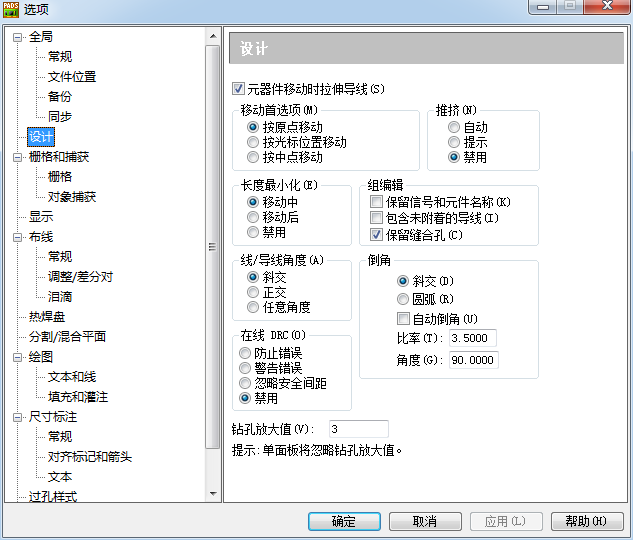 PADS
选项
全局
常规
文件位置
备份
同步
设计
栅格和捕获
栅格
对象捕获
显示
布线
常规
调整/差分对
泪滴
热焊盘
分割/混合平面
绘图
文本和线
填充和灌注
尺寸标注
常规
对齐标记和箭头
文本
过孔样式
设计
元器件移动时拉伸导线(S)
移动首选项(M)
按原点移动
按光标位置移动
按中点移动
推挤(N)
自动
提示
禁用
长度最小化(E)
移动中
移动后
禁用
组编辑
保留信号和元件名称(K)
包含未附着的导线(I)
保留缝合孔(C)
线/导线角度(A)
斜交
正交
任意角度
倒角
斜交(D)
圆弧(R)
自动倒角(U)
比率(T): 3.5000
角度(G): 90.0000
在线 DRC(O)
防止错误
警告错误
忽略安全间距
禁用
钻孔放大值(V): 3
提示:单面板将忽略钻孔放大值。
确定 取消 应用(L) 帮助(H)